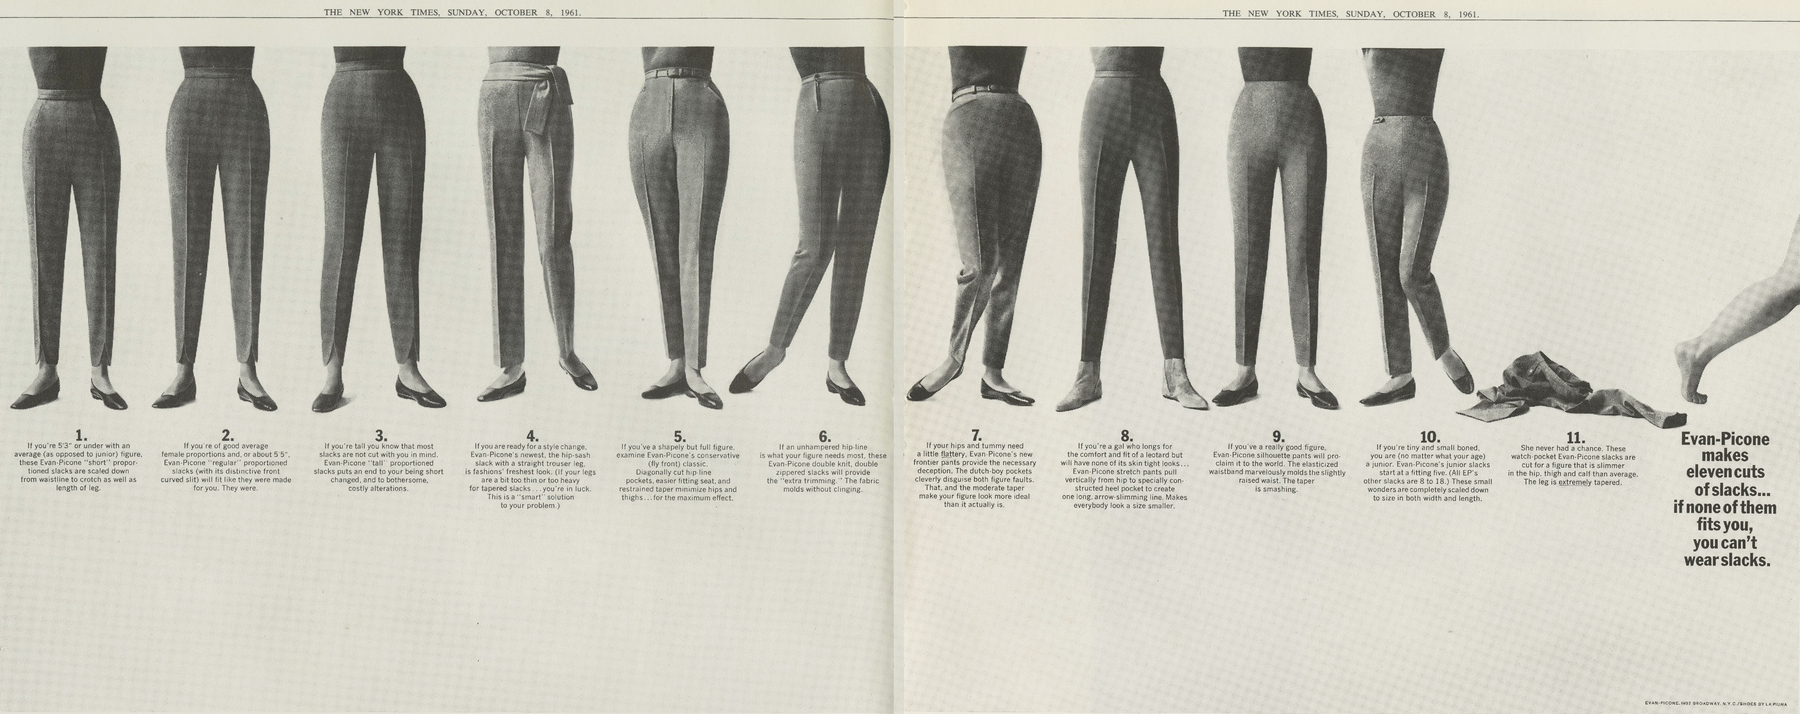 THE NEW YORK TIMES, SUNDAY, OCTOBER 8, 1961.
THE NEW YORK TIMES, SUNDAY, OCTOBER 8, 1961.
1.
If you're 5'3" or under with an
average (as opposed to junior) figure,
these Evan-Picone "short" propor-
tioned slacks are scaled down
from waistline to crotch as well as
length of leg.
2.
If you're of good average
female proportions and, or about 5'5",
Evan-Picone "regular" proportioned
slacks (with its distinctive front
curved slit) will fit like they were made
for you. They were.
3.
If you're tall you know that most
slacks are not cut with you in mind.
Evan-Picone "tall" proportioned
slacks puts an end to your being short
changed, and to bothersome,
costly alterations.
4.
If you are ready for a style change,
Evan-Picone's newest, the hip-sash
slack with a straight trouser leg,
is fashions' freshest look. (If your legs
are a bit too thin or too heavy
for tapered slacks... you're in luck.
This is a "smart" solution
to your problem.)
5.
If you've a shapely but full figure,
examine Evan-Picone's conservative
(fly front) classic.
Diagonally cut hip line
pockets, easier fitting seat, and
restrained taper minimize hips and
thighs...for the maximum effect.
6.
If an unhampered hip-line
is what your figure needs most, these
Evan-Picone double knit, double
zippered slacks will provide
the "extra trimming." The fabric
molds without clinging.
7.
If your hips and tummy need
a little flattery, Evan-Picone's new
frontier pants provide the necessary
deception. The dutch-boy pockets
cleverly disguise both figure faults.
That, and the moderate taper
make your figure look more ideal
than it actually is.
8.
If you're a gal who longs for
the comfort and fit of a leotard but
will have none of its skin tight looks...
Evan-Picone stretch pants pull
vertically from hip to specially con-
structed heel pocket to create
one long, arrow-slimming line. Makes
everybody look a size smaller.
9.
If you've a really good figure,
Evan-Picone silhouette pants will pro-
claim it to the world. The elasticized
waistband marvelously molds the slightly
raised waist. The taper
is smashing.
10.
If you're tiny and small boned,
you are (no matter what your age)
a junior. Evan-Picone's junior slacks
start at a fitting five. (All EP's
other slacks are 8 to 18.) These small
wonders are completely scaled down
to size in both width and length.
11.
She never had a chance. These
watch-pocket Evan-Picone slacks are
cut for a figure that is slimmer
in the hip, thigh and calf than average.
The leg is extremely tapered.
Evan-Picone
makes
eleven cuts
of slacks...
if none of them
fits you,
you can't
wear slacks.
EVAN-PICONE, 1407 BROADWAY, N.Y.C./SHOES BY LA PIUMA